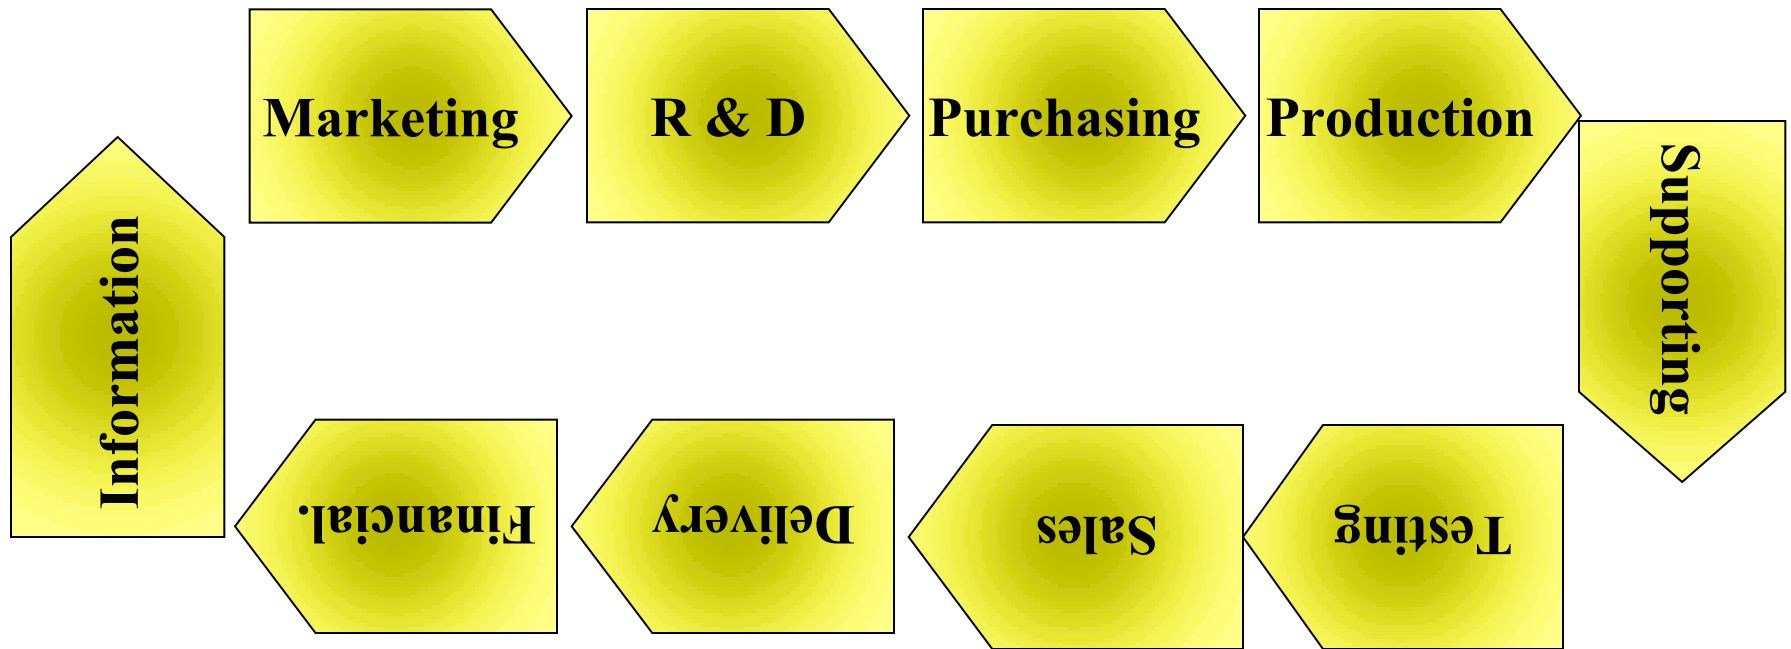 Marketing
R & D
Purchasing
Production
Supporting
Testing
Sales
Delivery
Financial.
Information